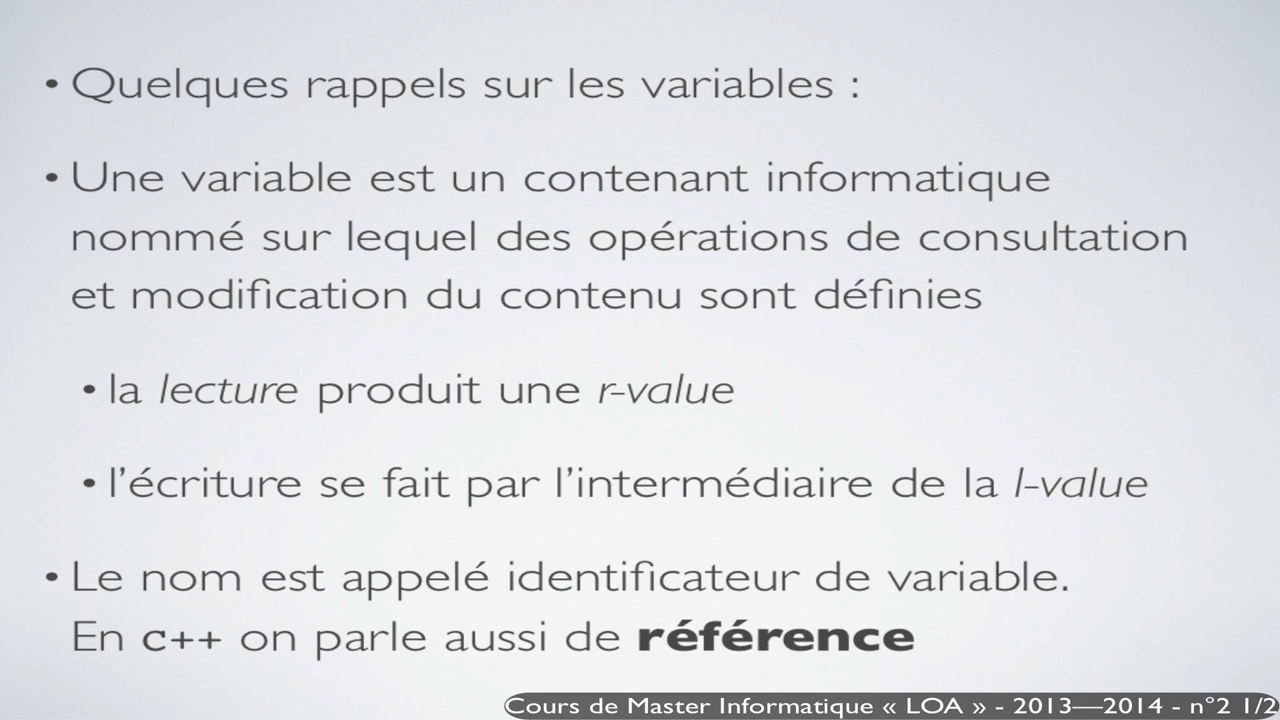 • Quelques rappels sur les variables :
• Une variable est un contenant informatique
nommé sur lequel des opérations de consultation
et modification du contenu sont définies
• la lecture produit une r-value
• l’écriture se fait par l’intermédiaire de la l-value
• Le nom est appelé identificateur de variable.
En c++ on parle aussi de référence
Cours de Master Informatique « LOA » - 2013—2014 - n°2 1/2